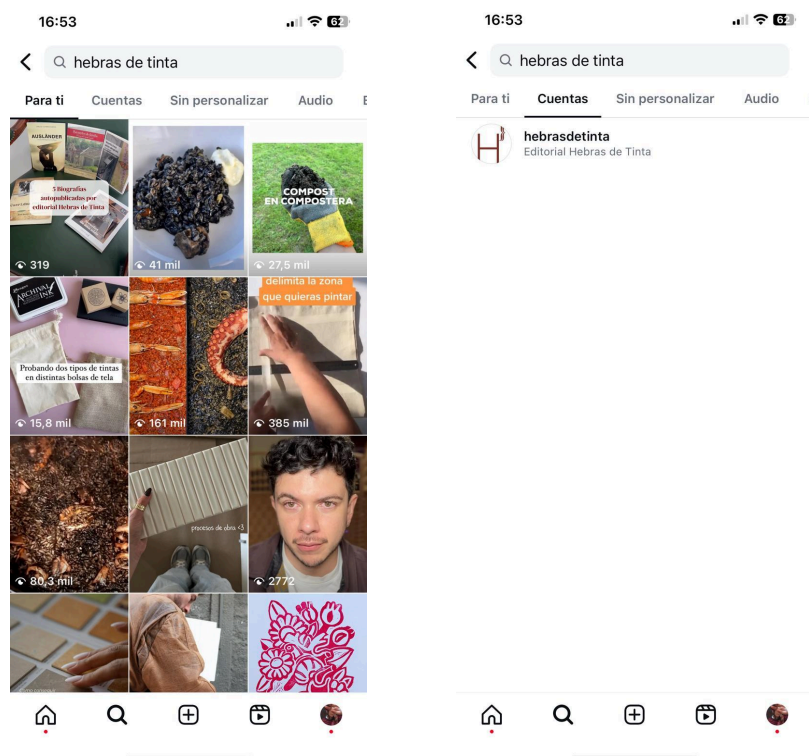 16:53
62
hebras de tinta
Para ti
Cuentas
Sin personalizar
Audio
AUSLÄNDER
5 Biografías
autopublicadas por
editorial Hebras de Tinta
319
41 mil
COMPOST
EN COMPOSTERA
27,5 mil
ARCHIVAL
INK
Probando dos tipos de tintas
en distintas bolsas de tela
15,8 mil
161 mil
delimita la zona
que quieras pintar
385 mil
80,3 mil
procesos de obra <3
2772
16:53
62
hebras de tinta
Para ti
Cuentas
Sin personalizar
Audio
H
hebrasdetinta
Editorial Hebras de Tinta